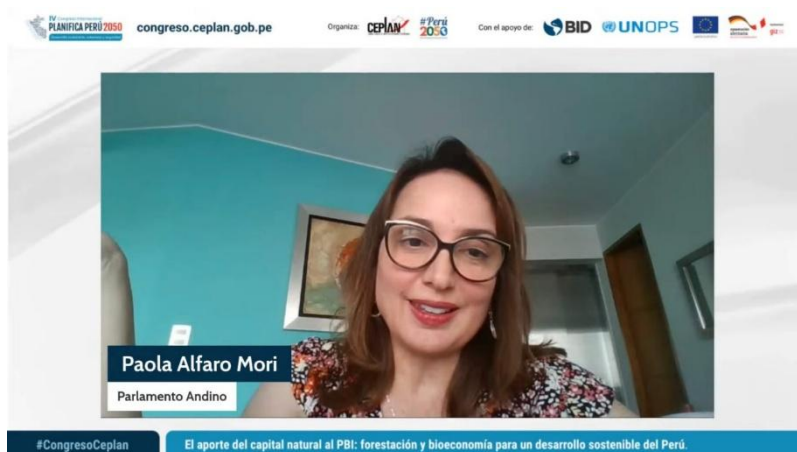 IV Congreso Internacional
PLANIFICA PERÚ 2050
congreso.ceplan.gob.pe
Organiza:
CEPLAN
#Perú
2050
Con el apoyo de:
BID
UNOPS
giz
Paola Alfaro Mori
Parlamento Andino
#CongresoCeplan
El aporte del capital natural al PBI: forestación y bioeconomía para un desarrollo sostenible del Perú.